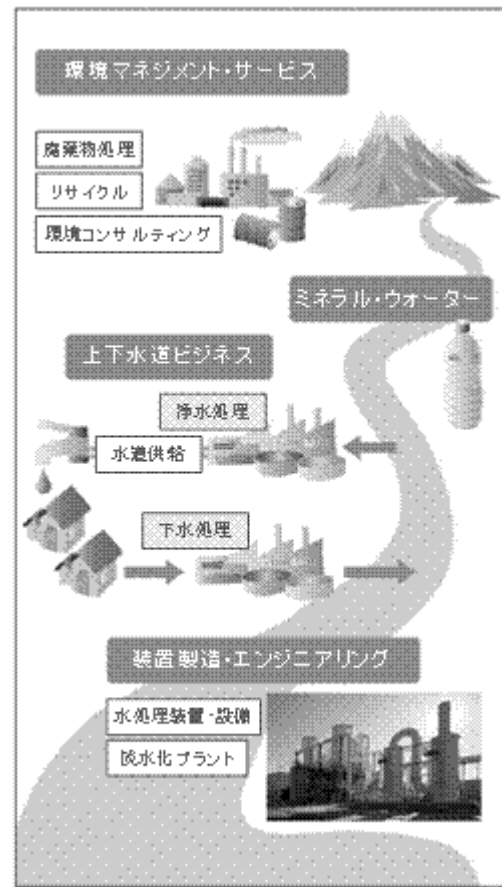 環境マネジメント・サービス
廃棄物処理
リサイクル
環境コンサルティング
ミネラル・ウォーター
上下水道ビジネス
浄水処理
水道供給
下水処理
装置製造・エンジニアリング
水処理装置・設備
淡水化プラント